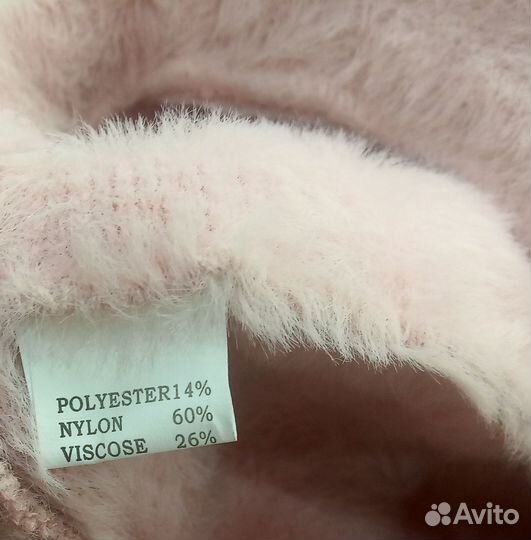 POLYESTER14%
NYLON 60%
VISCOSE 26%
Avito